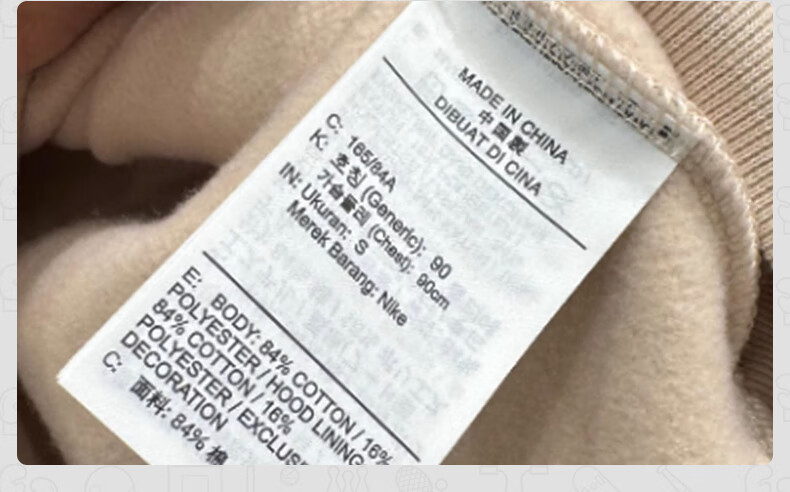 MADE IN CHINA
中國製
DIBUAT DI CINA
C: 165/84A
K: 호칭 (Generic): 90
가슴둘레 (Chest): 90cm
IN: Ukuran: S
Merek Barang: Nike
E: BODY: 84% COTTON / 16%
POLYESTER / HOOD LINING
84% COTTON / 16%
POLYESTER / EXCLUS
DECORATION
C: 面料: 84% 棉